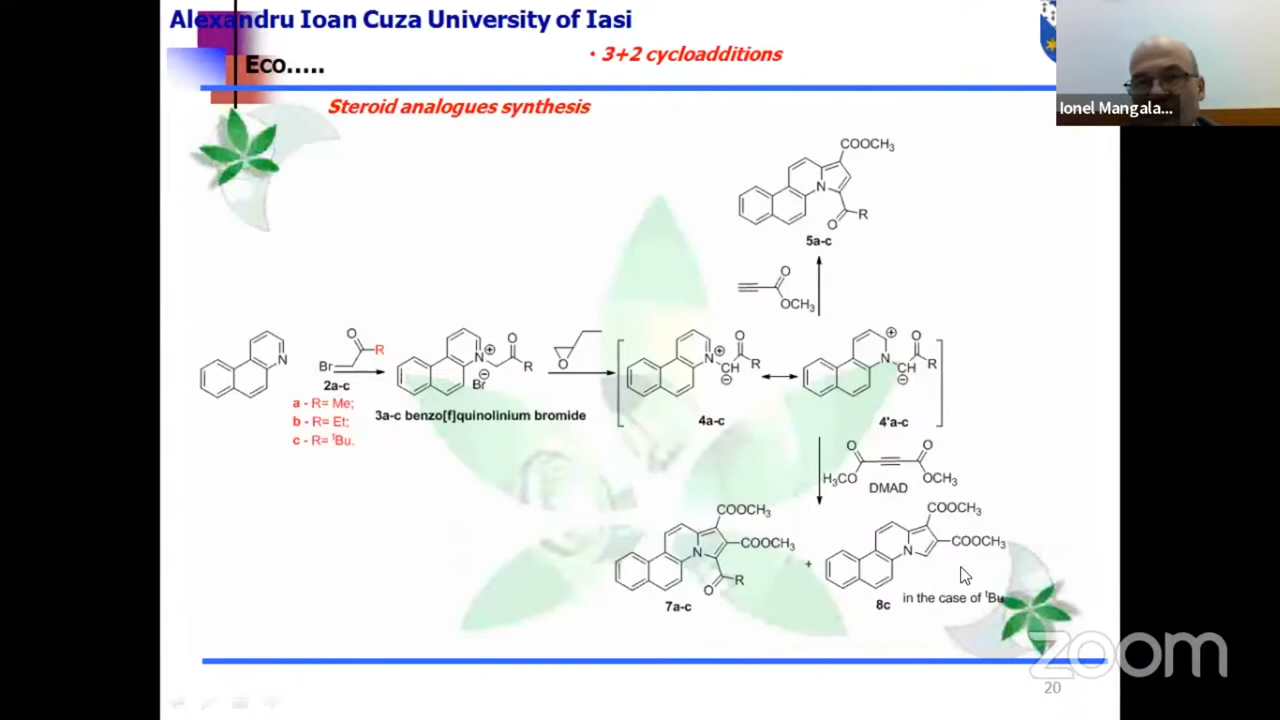 Alexandru Ioan Cuza University of Iasi
• 3+2 cycloadditions
Eco.....
Steroid analogues synthesis
Ionel Mangala...
COOCH3
N
O
R
5a-c
O
OCH3
N
O
R
Br
2a-c
a - R= Me;
b - R= Et;
c - R= tBu.
N
+
O
R
Br
−
3a-c benzo[f]quinolinium bromide
O
N
+
CH
−
O
R
4a-c
+
N
CH
−
O
R
4'a-c
O
O
H3CO
OCH3
DMAD
COOCH3
COOCH3
N
O
R
7a-c
+
COOCH3
COOCH3
N
8c
in the case of tBu
zoom
20